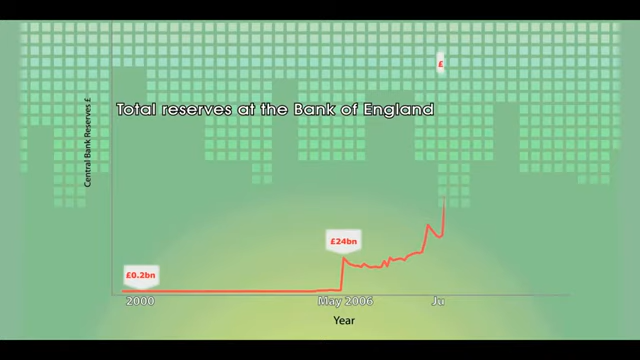 £
Total reserves at the Bank of England
Central Bank Reserves £
£24bn
£0.2bn
2000
May 2006
Ju
Year